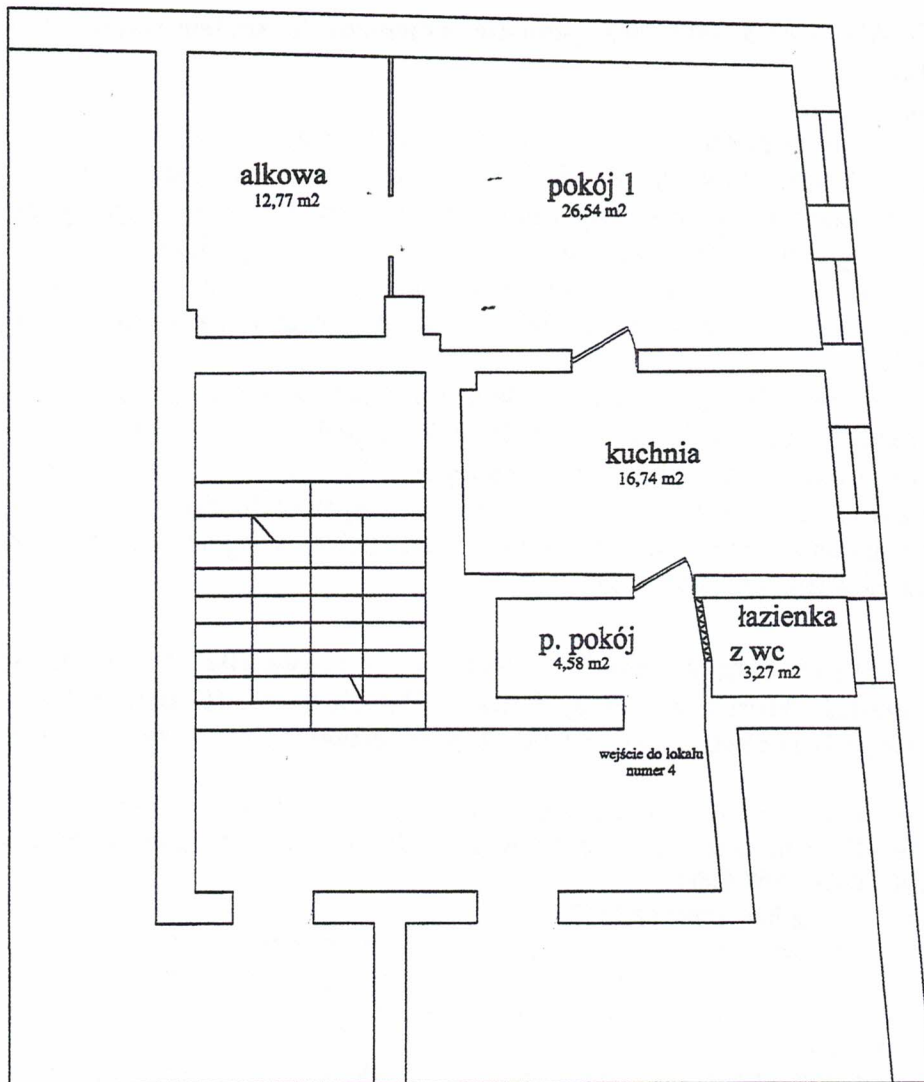 alkowa
12,77 m2
pokój 1
26,54 m2
kuchnia
16,74 m2
p. pokój
4,58 m2
łazienka
z wc
3,27 m2
wejście do lokalu
numer 4